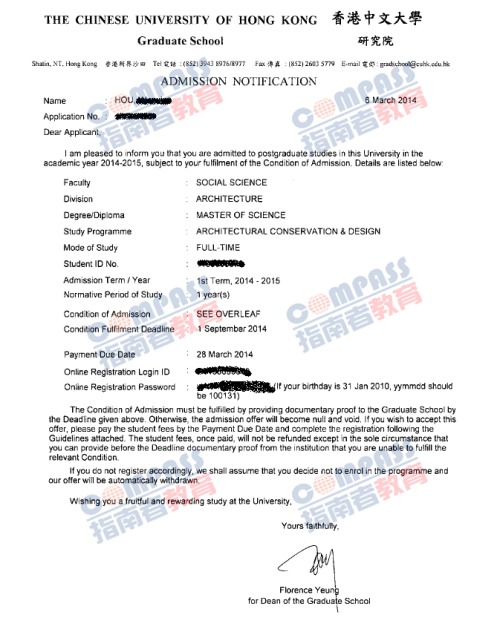 THE CHINESE UNIVERSITY OF HONG KONG 香港中文大學
Graduate School 研究院
Shatin, NT, Hong Kong 香港新界沙田 Tel 電話 : (852) 3943 8976/8977 Fax 傳真 : (852) 2603 5779 E-mail 電郵 : gradschool@cuhk.edu.hk
ADMISSION NOTIFICATION
Name : HOU 6 March 2014
Application No. :
Dear Applicant,
I am pleased to inform you that you are admitted to postgraduate studies in this University in the
academic year 2014-2015, subject to your fulfilment of the Condition of Admission. Details are listed below:
Faculty : SOCIAL SCIENCE
Division : ARCHITECTURE
Degree/Diploma : MASTER OF SCIENCE
Study Programme : ARCHITECTURAL CONSERVATION & DESIGN
Mode of Study : FULL-TIME
Student ID No. :
Admission Term / Year : 1st Term, 2014 - 2015
Normative Period of Study : 1 year(s)
Condition of Admission : SEE OVERLEAF
Condition Fulfilment Deadline : 1 September 2014
Payment Due Date : 28 March 2014
Online Registration Login ID :
Online Registration Password : (If your birthday is 31 Jan 2010, yymmdd should
be 100131)
The Condition of Admission must be fulfilled by providing documentary proof to the Graduate School by
the Deadline given above. Otherwise, the admission offer will become null and void. If you wish to accept this
offer, please pay the student fees by the Payment Due Date and complete the registration following the
Guidelines attached. The student fees, once paid, will not be refunded except in the sole circumstance that
you can provide before the Deadline documentary proof from the institution that you are unable to fulfill the
relevant Condition.
If you do not register accordingly, we shall assume that you decide not to enrol in the programme and
our offer will be automatically withdrawn.
Wishing you a fruitful and rewarding study at the University,
Yours faithfully,
Florence Yeung
for Dean of the Graduate School
COMPASS
指南者教育
COMPASS
指南者教育
COMPASS
指南者教育
COMPASS
指南者教育
COMPASS
指南者教育
COMPASS
指南者教育